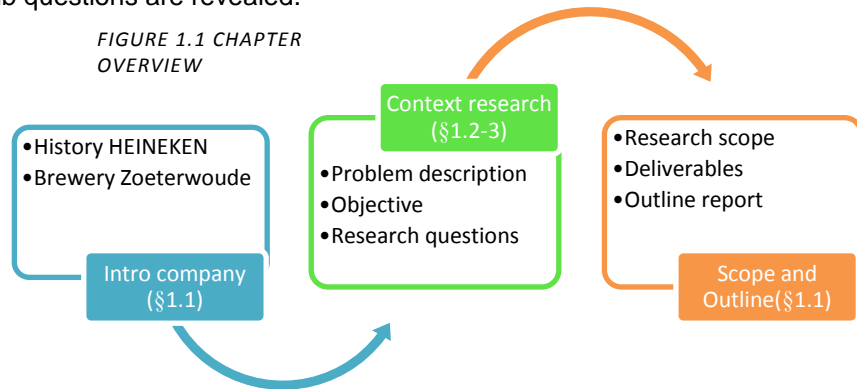 questions are revealed.
FIGURE 1.1 CHAPTER
OVERVIEW
•History HEINEKEN
•Brewery Zoeterwoude
Intro company
(§1.1)
Context research
(§1.2-3)
•Problem description
•Objective
•Research questions
•Research scope
•Deliverables
•Outline report
Scope and
Outline(§1.1)